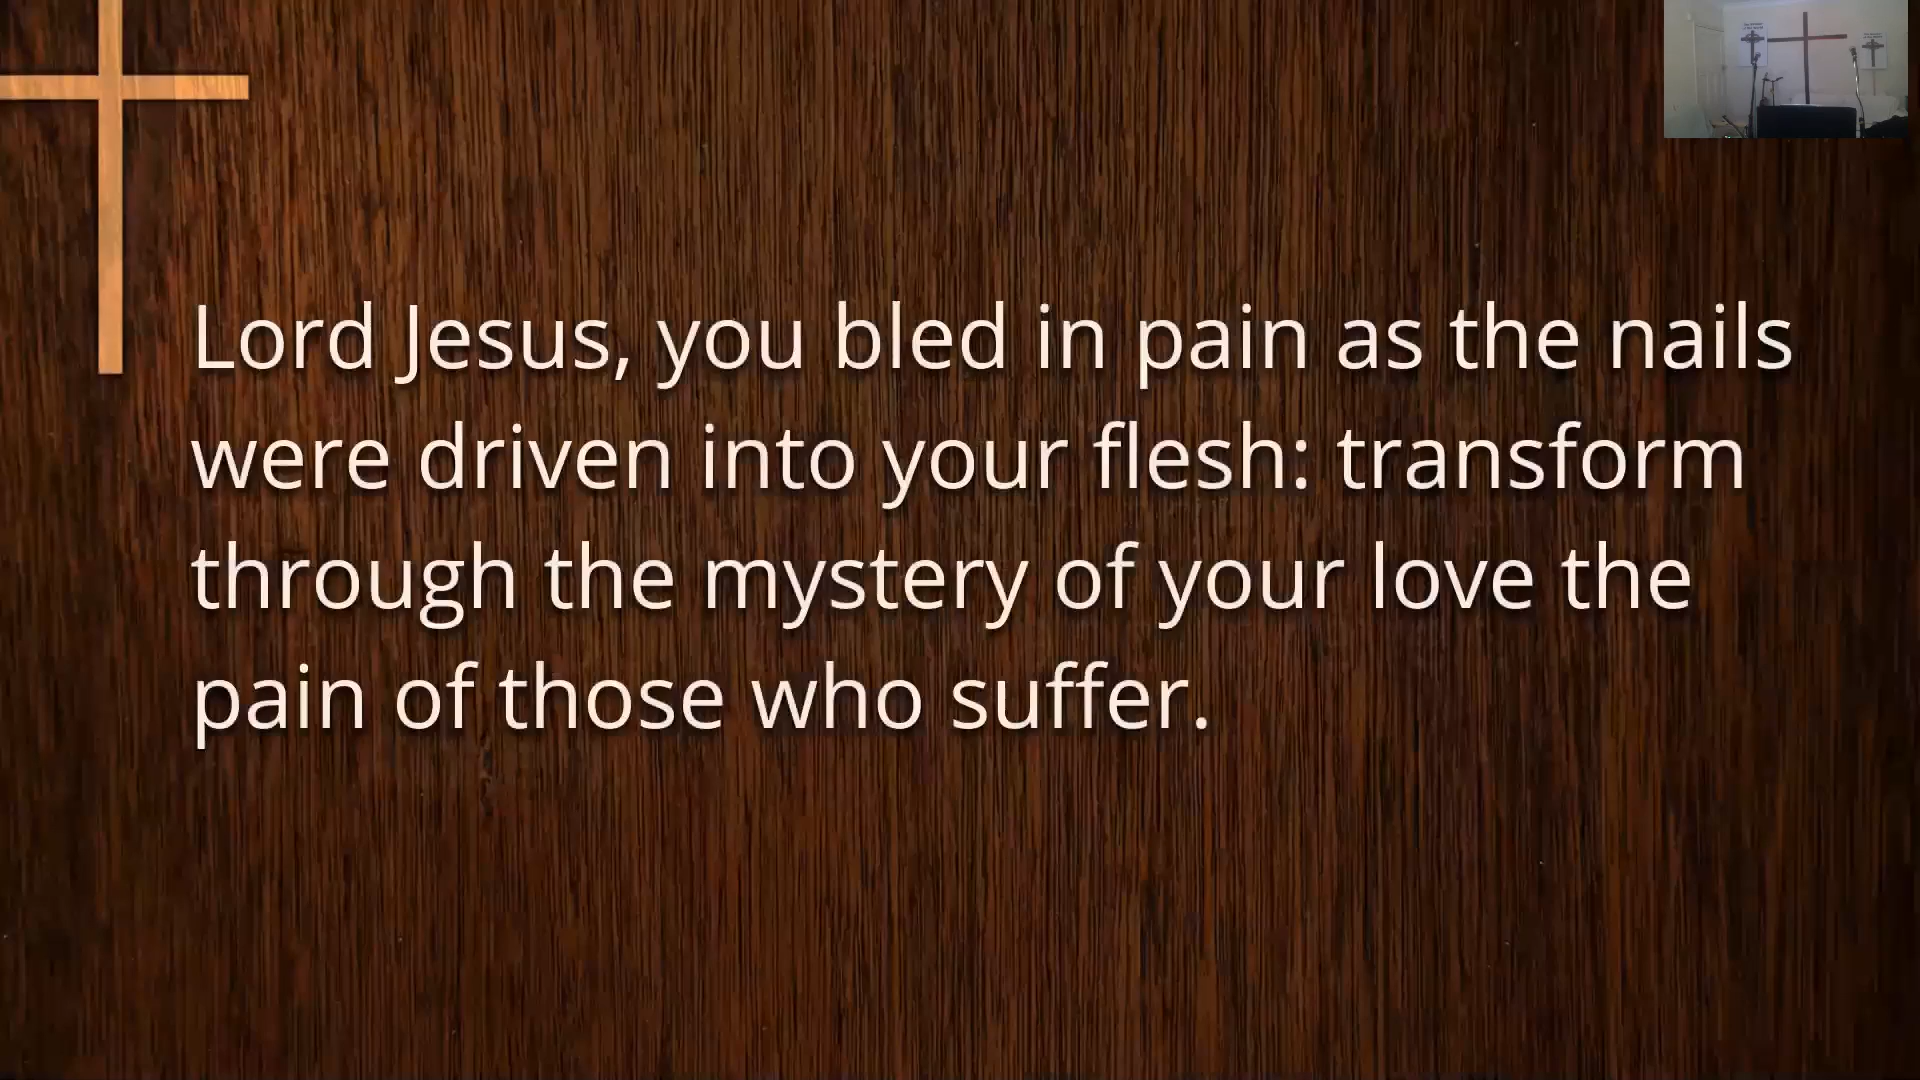 Lord Jesus, you bled in pain as the nails
were driven into your flesh: transform
through the mystery of your love the
pain of those who suffer.